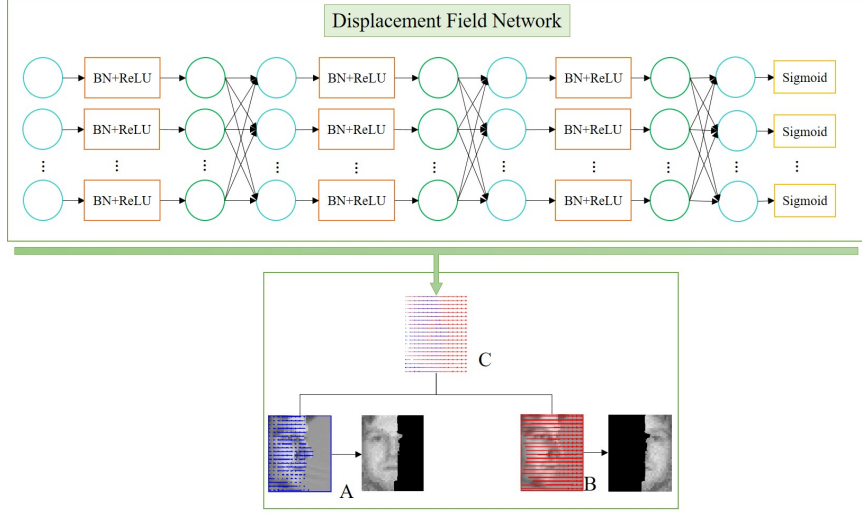 Displacement Field Network
BN+ReLU BN+ReLU BN+ReLU Sigmoid
BN+ReLU BN+ReLU BN+ReLU Sigmoid
BN+ReLU BN+ReLU BN+ReLU Sigmoid
C
A B